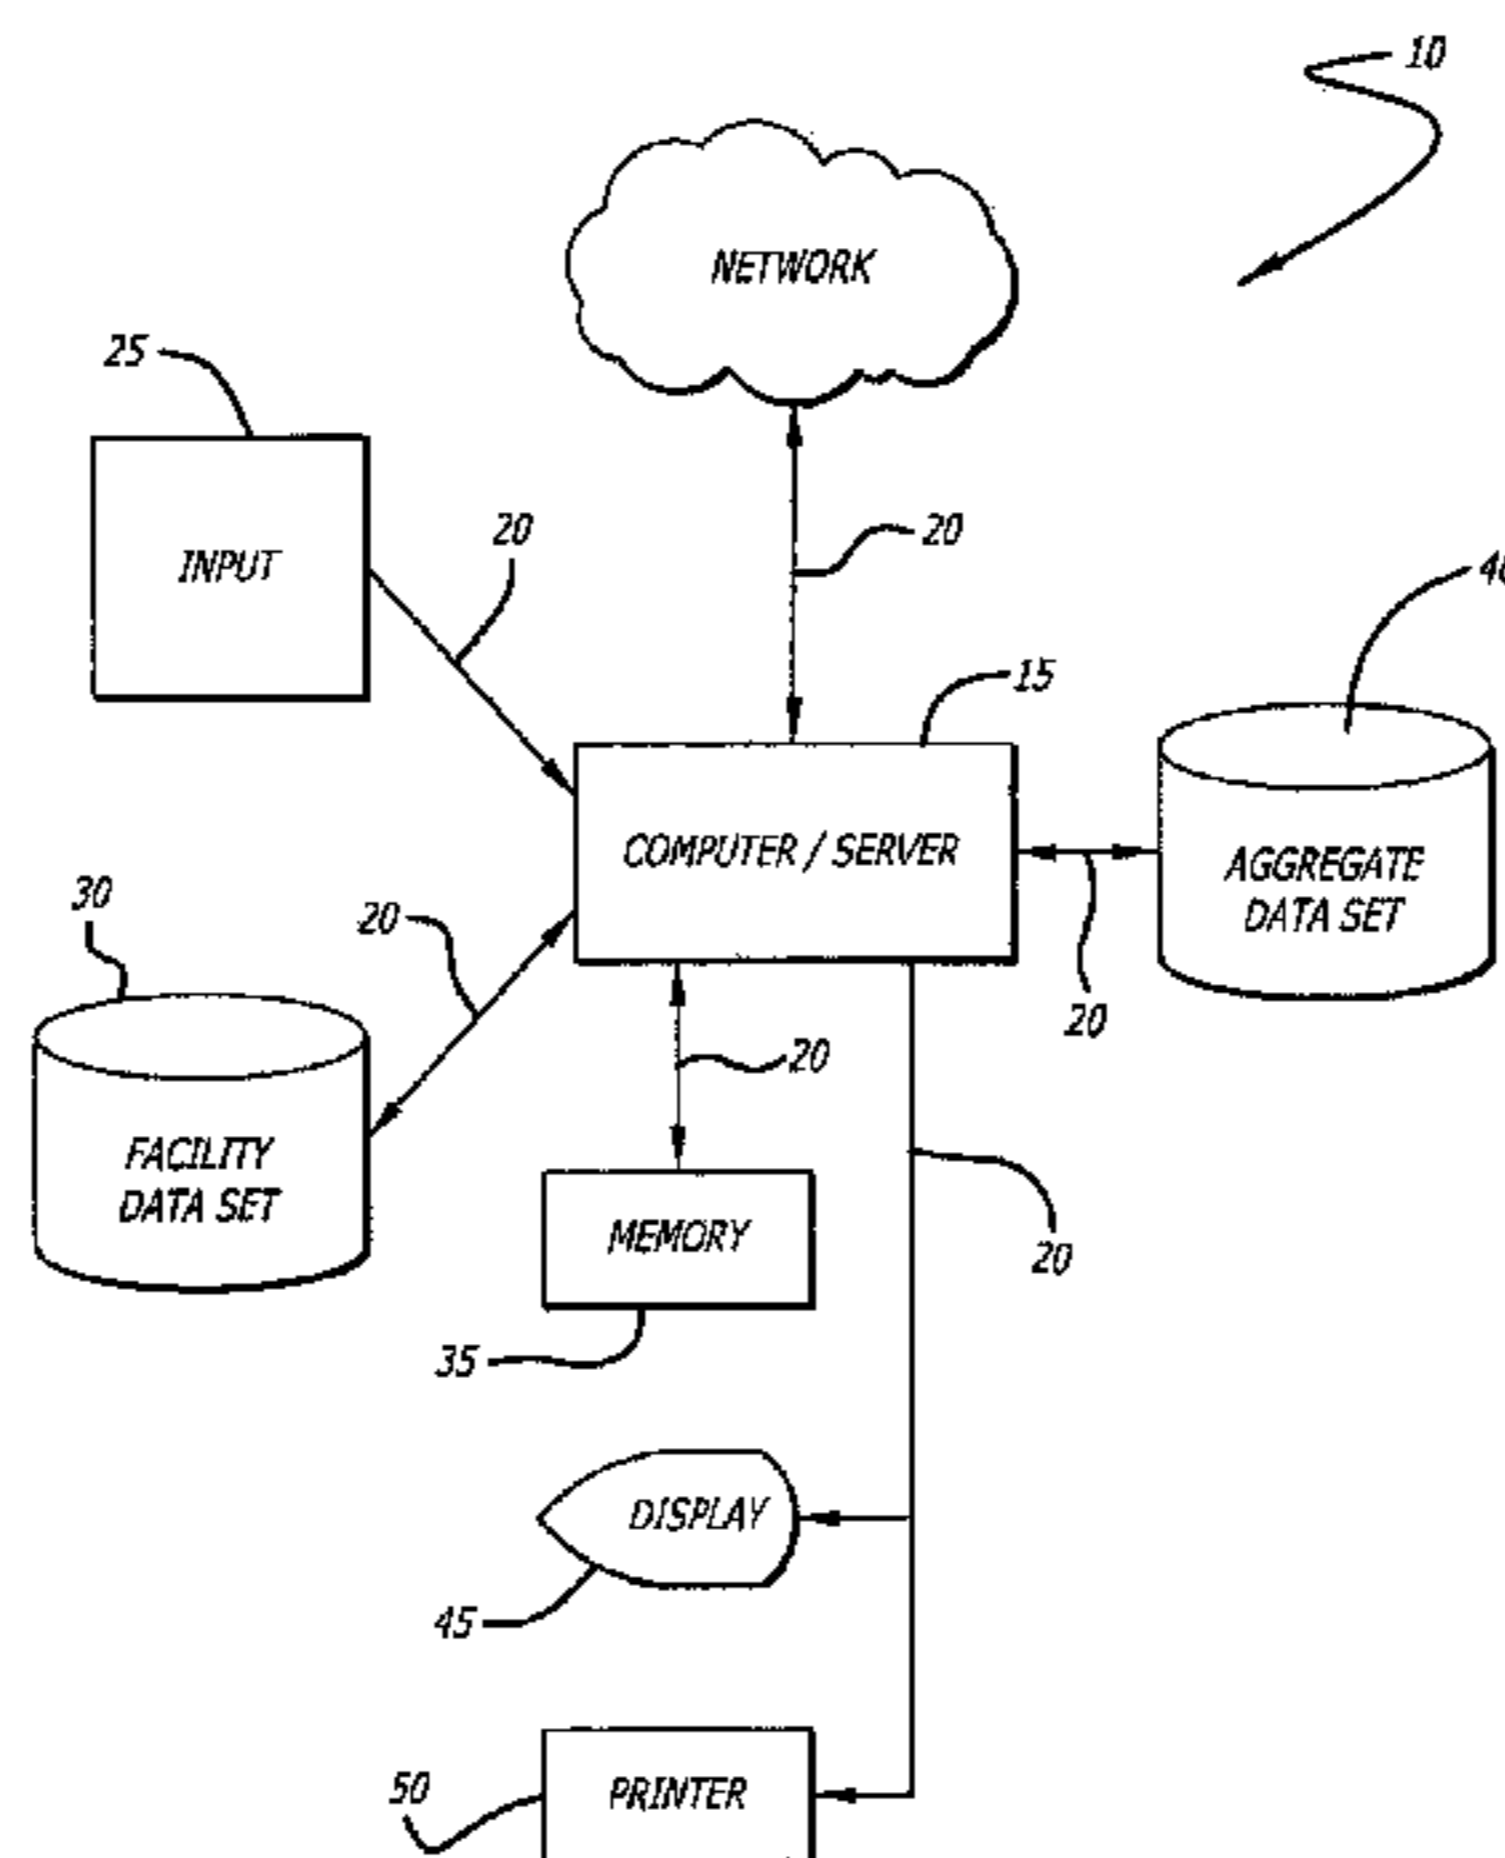 10
NETWORK
25
INPUT
20
20
15
COMPUTER / SERVER
AGGREGATE
DATA SET
30
20
20
FACILITY
DATA SET
20
MEMORY
20
35
DISPLAY
45
50
PRINTER